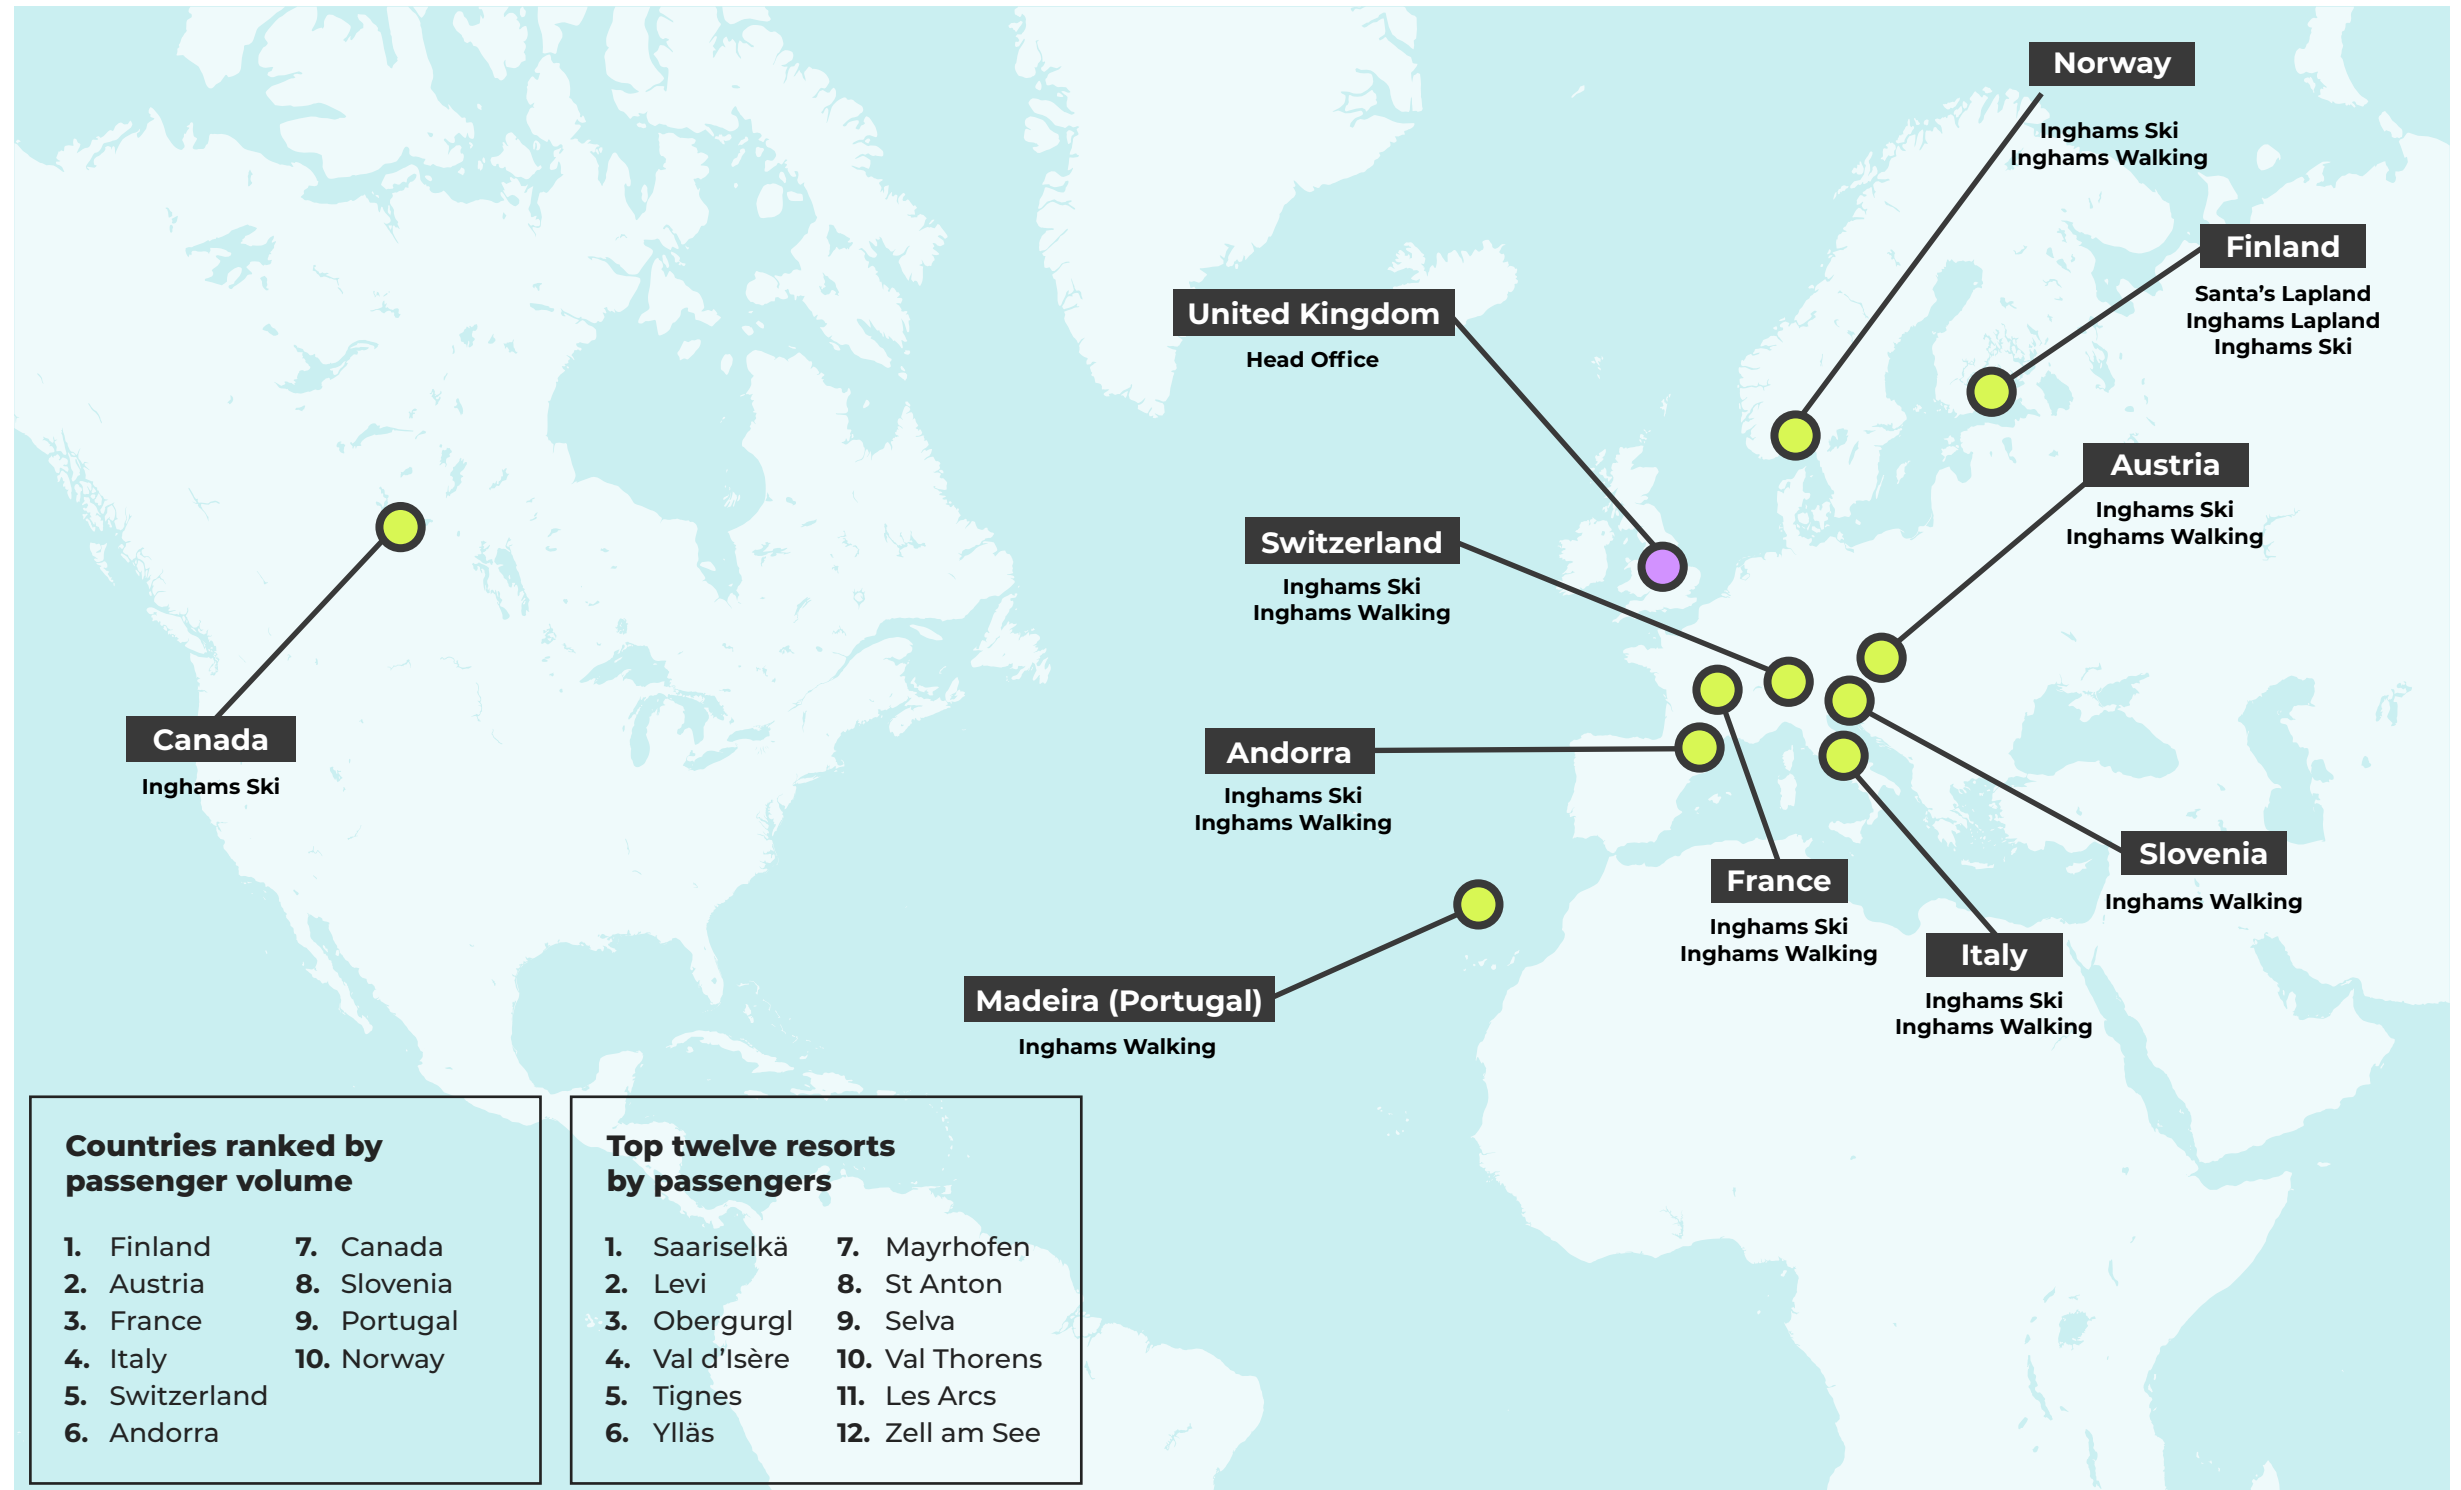 Norway
Inghams Ski
Inghams Walking
Finland
Santa’s Lapland
Inghams Lapland
Inghams Ski
United Kingdom
Head Office
Austria
Inghams Ski
Inghams Walking
Switzerland
Inghams Ski
Inghams Walking
Canada
Inghams Ski
Andorra
Inghams Ski
Inghams Walking
Slovenia
Inghams Walking
France
Inghams Ski
Inghams Walking
Italy
Inghams Ski
Inghams Walking
Madeira (Portugal)
Inghams Walking
Countries ranked by
passenger volume
1. Finland
2. Austria
3. France
4. Italy
5. Switzerland
6. Andorra
7. Canada
8. Slovenia
9. Portugal
10. Norway
Top twelve resorts
by passengers
1. Saariselkä
2. Levi
3. Obergurgl
4. Val d’Isère
5. Tignes
6. Ylläs
7. Mayrhofen
8. St Anton
9. Selva
10. Val Thorens
11. Les Arcs
12. Zell am See